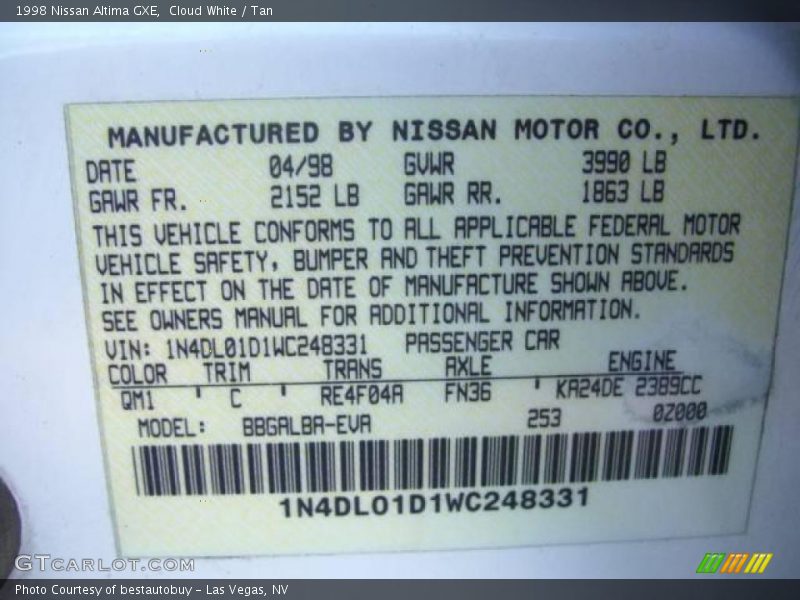 1998 Nissan Altima GXE,  Cloud White / Tan
MANUFACTURED BY NISSAN MOTOR CO., LTD.
DATE 04/98 GVWR 3990 LB
GAWR FR. 2152 LB GAWR RR. 1863 LB
THIS VEHICLE CONFORMS TO ALL APPLICABLE FEDERAL MOTOR
VEHICLE SAFETY, BUMPER AND THEFT PREVENTION STANDARDS
IN EFFECT ON THE DATE OF MANUFACTURE SHOWN ABOVE.
SEE OWNERS MANUAL FOR ADDITIONAL INFORMATION.
VIN: 1N4DL01D1WC248331 PASSENGER CAR
COLOR TRIM TRANS AXLE ENGINE
QM1 ' C ' RE4F04A FN36 ' KA24DE 2389CC
MODEL: BBGALBA-EVA 253 0Z000
1N4DL01D1WC248331
GTCARLOT.COM
Photo Courtesy of bestautobuy – Las Vegas, NV